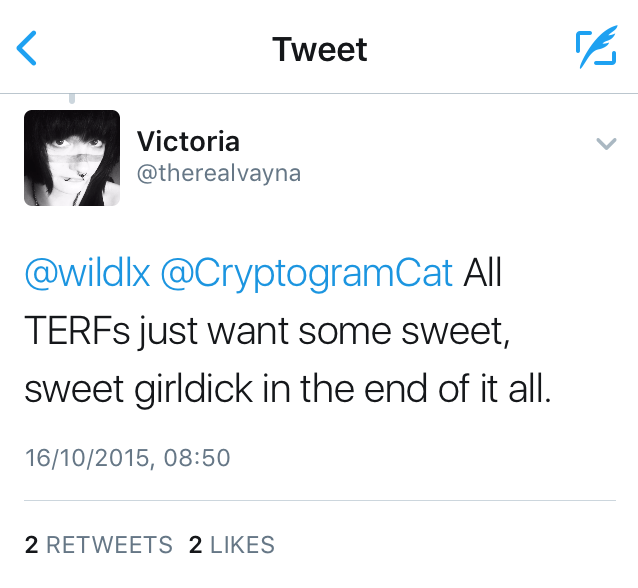 Tweet
Victoria
@therealvayna
@wildlx @CryptogramCat All
TERFs just want some sweet,
sweet girldick in the end of it all.
16/10/2015, 08:50
2 RETWEETS 2 LIKES